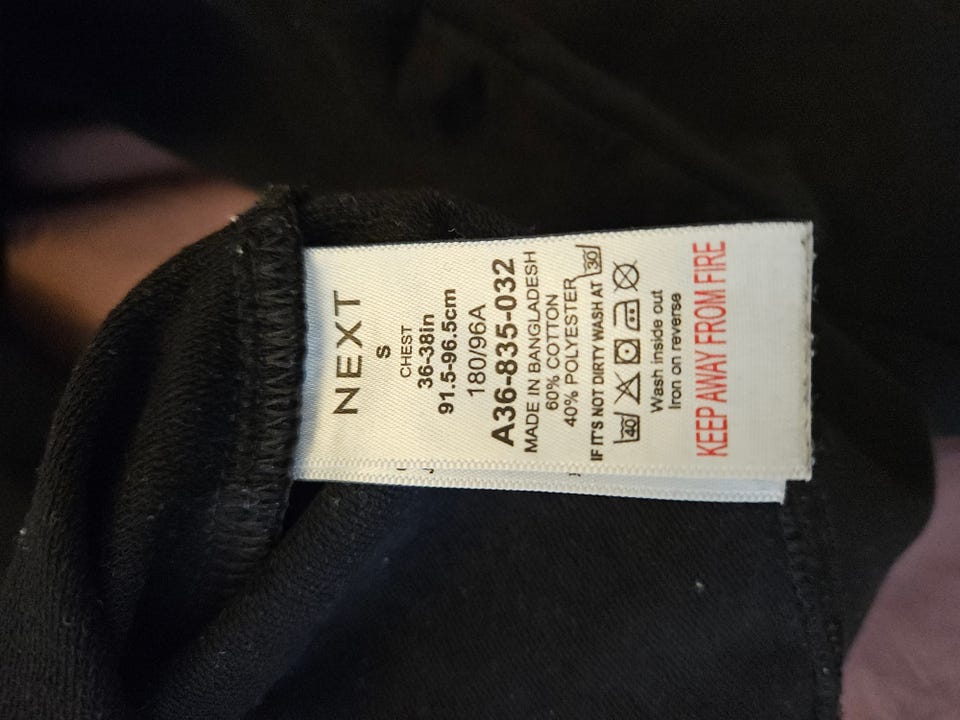 NEXT
S
CHEST
36-38in
91.5-96.5cm
180/96A
A36-835-032
MADE IN BANGLADESH
60% COTTON
40% POLYESTER
IF IT'S NOT DIRTY WASH AT 30
40
Wash inside out
Iron on reverse
KEEP AWAY FROM FIRE